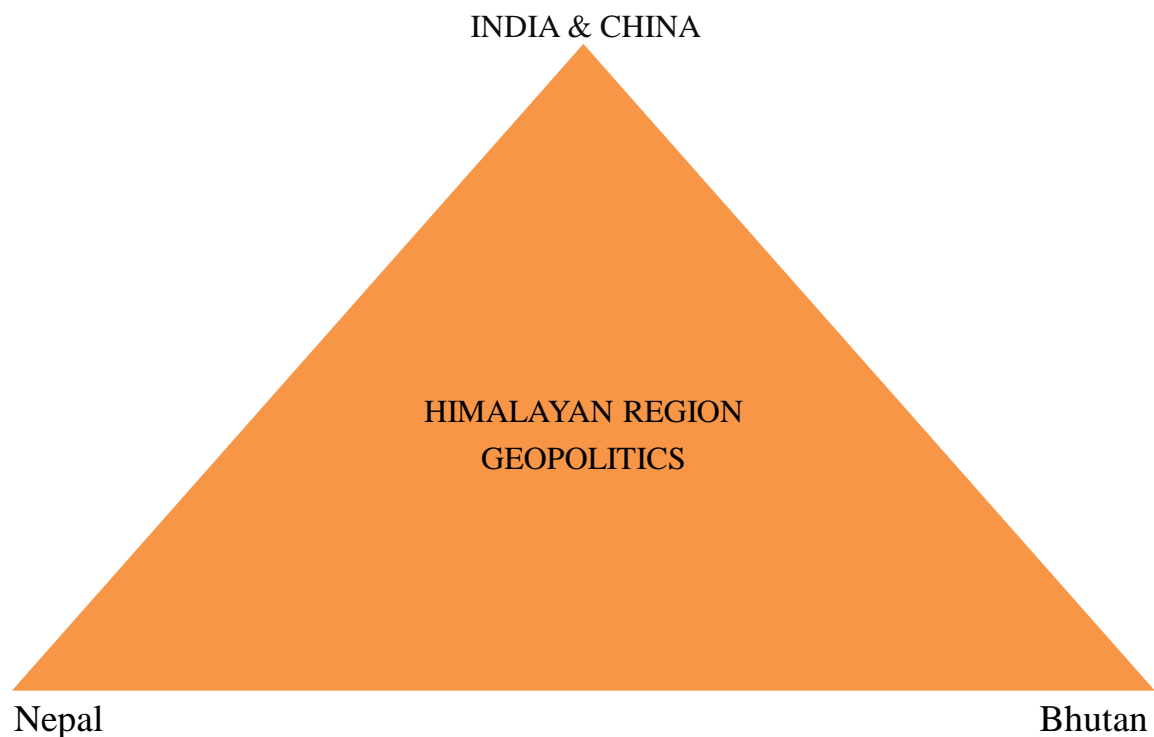 INDIA & CHINA
HIMALAYAN REGION
GEOPOLITICS
Nepal
Bhutan